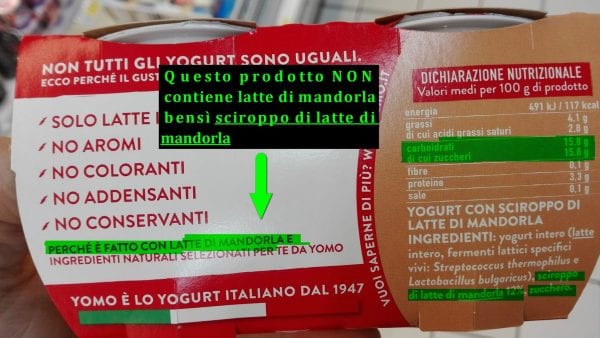 NON TUTTI GLI YOGURT SONO UGUALI.
ECCO PERCHÉ IL GUST
Questo prodotto NON
contiene latte di mandorla
bensì sciroppo di latte di
mandorla
SOLO LATTE
NO AROMI
NO COLORANTI
NO ADDENSANTI
NO CONSERVANTI
PERCHÉ È FATTO CON LATTE DI MANDORLA E
INGREDIENTI NATURALI SELEZIONATI PER TE DA YOMO
YOMO È LO YOGURT ITALIANO DAL 1947
VUOI SAPERNE DI PIÙ?
DICHIARAZIONE NUTRIZIONALE
Valori medi per 100 g di prodotto
energia 491 kJ / 117 kcal
grassi 4,1 g
di cui acidi grassi saturi 2,8 g
carboidrati 15,8 g
di cui zuccheri 15,8 g
fibre 0,1 g
proteine 3,3 g
sale 0,1 g
YOGURT CON SCIROPPO DI
LATTE DI MANDORLA
INGREDIENTI: yogurt intero (latte
intero, fermenti lattici specifici
vivi: Streptococcus thermophilus e
Lactobacillus bulgaricus), sciroppo
di latte di mandorla 12%, zucchero.